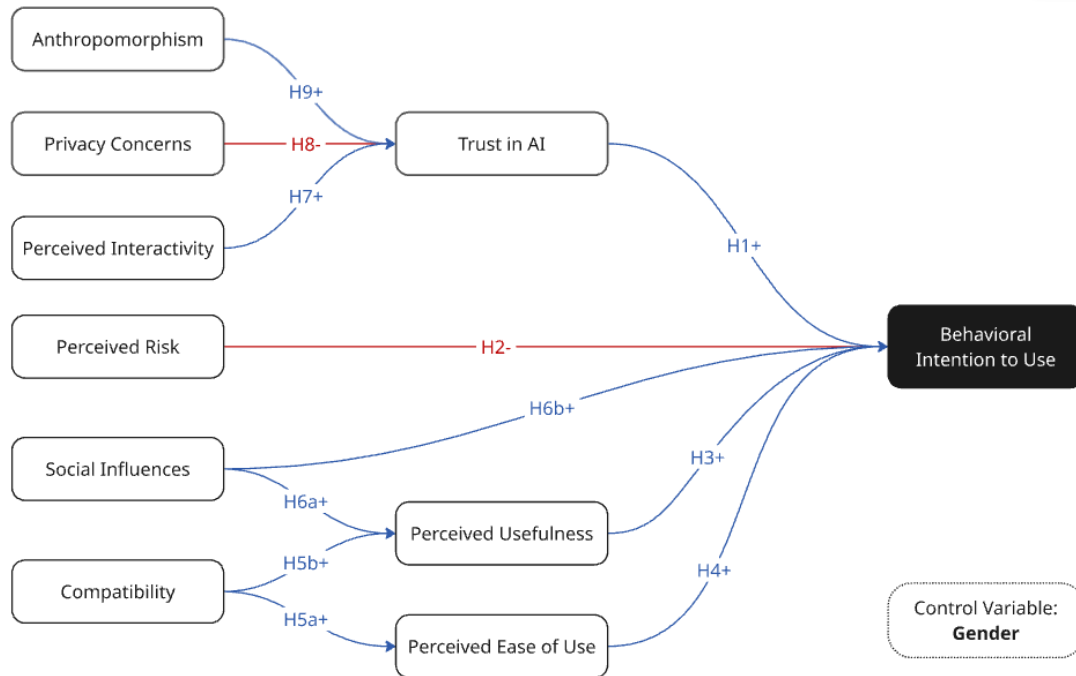 Anthropomorphism
H9+
Privacy Concerns
H8-
Trust in AI
H7+
Perceived Interactivity
H1+
Perceived Risk
H2-
Behavioral
Intention to Use
H6b+
Social Influences
H3+
H6a+
Perceived Usefulness
H5b+
H4+
Compatibility
H5a+
Perceived Ease of Use
Control Variable:
Gender